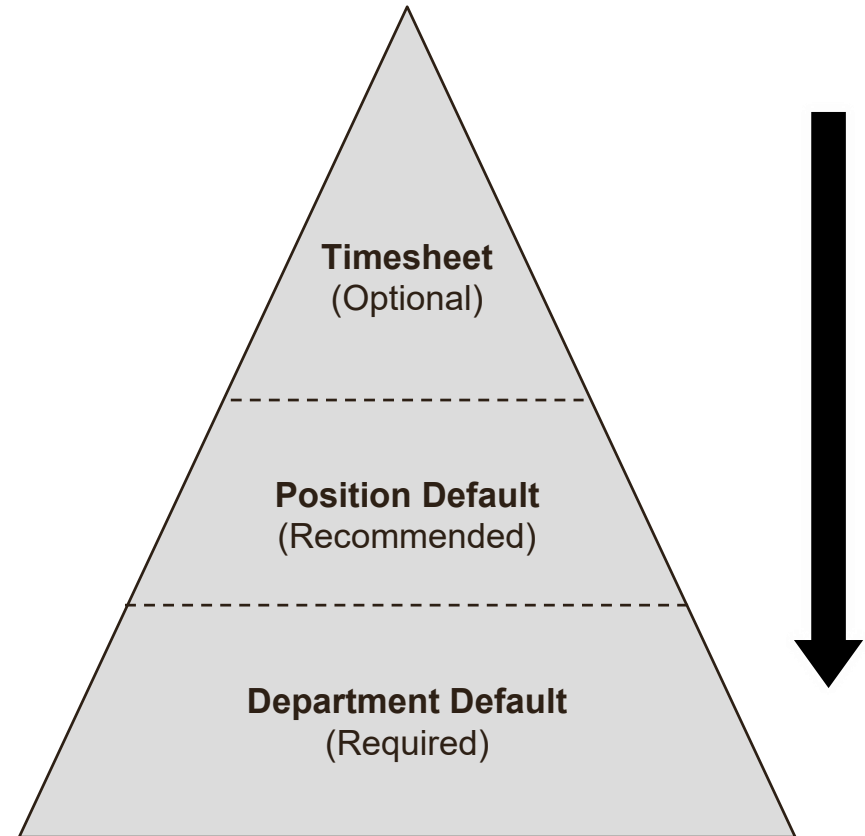 Timesheet
(Optional)
Position Default
(Recommended)
Department Default
(Required)